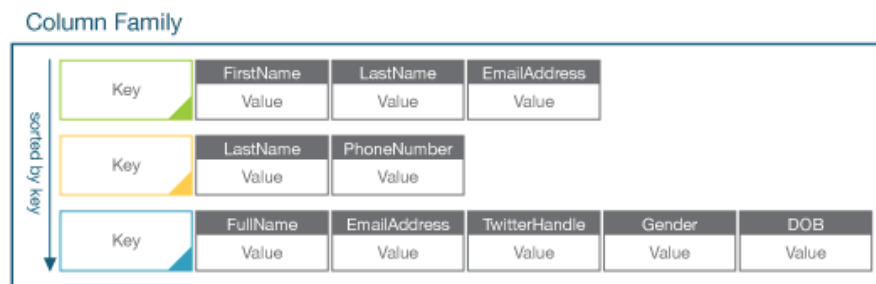 Column Family
sorted by key
Key
FirstName LastName EmailAddress
Value Value Value
Key
LastName PhoneNumber
Value Value
Key
FullName EmailAddress TwitterHandle Gender DOB
Value Value Value Value Value